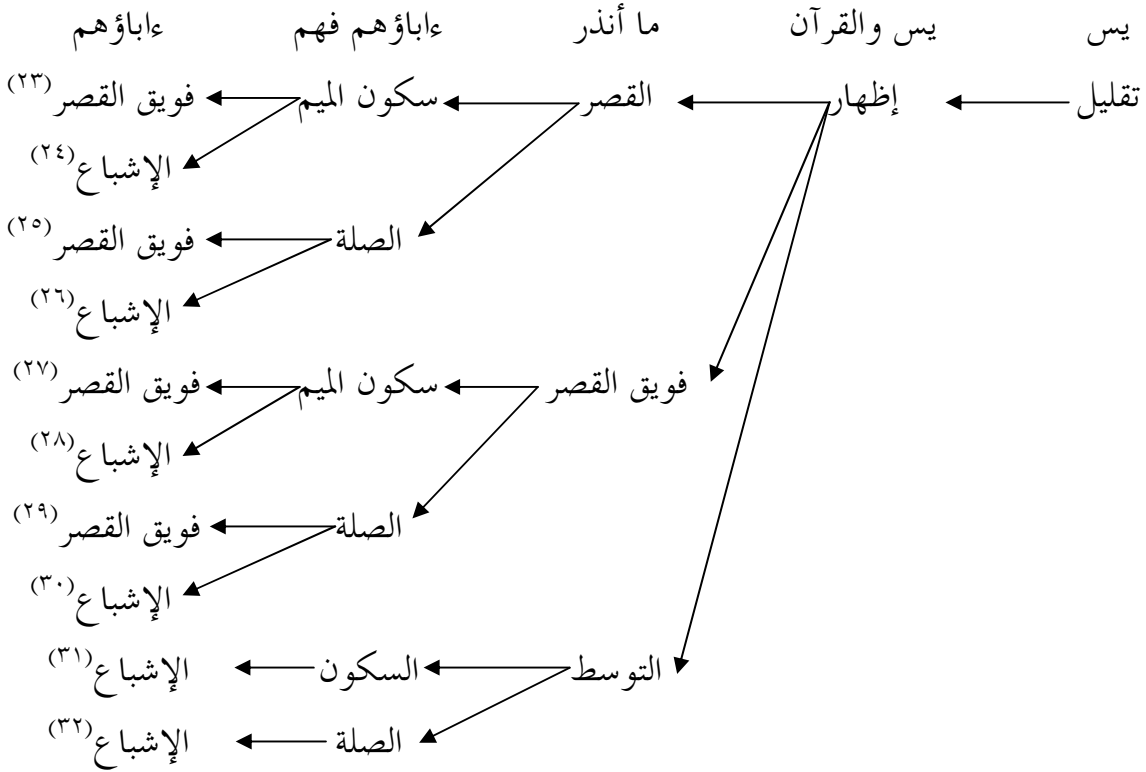 يس يس والقرآن ما أنذر ءاباؤهم فهم ءاباؤهم
تقليل إظهار القصر سكون الميم فويق القصر(٢٣)
الإشباع(٢٤)
الصلة فويق القصر(٢٥)
الإشباع(٢٦)
فويق القصر سكون الميم فويق القصر(٢٧)
الإشباع(٢٨)
الصلة فويق القصر(٢٩)
الإشباع(٣٠)
التوسط السكون الإشباع(٣١)
الصلة الإشباع(٣٢)